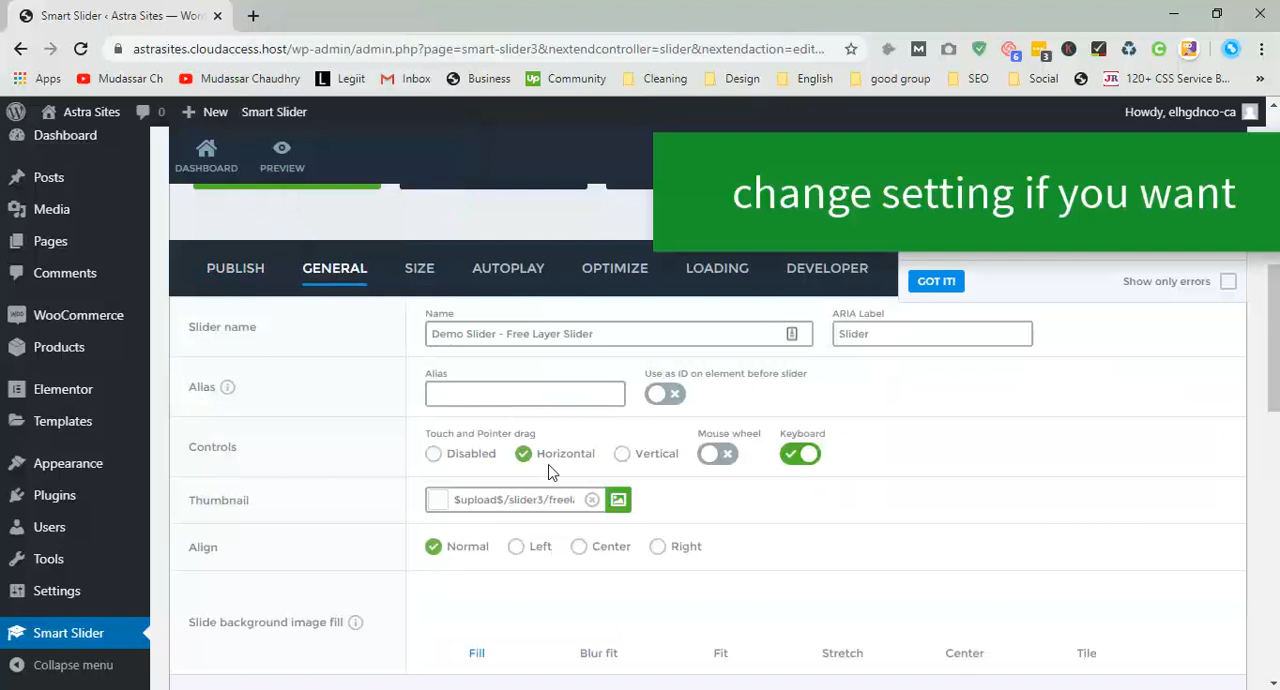 Smart Slider ‹ Astra Sites — Wor
astrasites.cloudaccess.host/wp-admin/admin.php?page=smart-slider3&nextendcontroller=slider&nextendaction=edit...
6
3
Apps Mudassar Ch Mudassar Chaudhry Legiit Inbox Business Community Cleaning Design English good group SEO Social 120+ CSS Service B... »
Astra Sites 0 New Smart Slider Howdy, elhgdnco-ca
Dashboard
Posts
Media
Pages
Comments
WooCommerce
Products
Elementor
Templates
Appearance
Plugins
Users
Tools
Settings
Smart Slider
Collapse menu
DASHBOARD PREVIEW
change setting if you want
PUBLISH GENERAL SIZE AUTOPLAY OPTIMIZE LOADING DEVELOPER
GOT IT! Show only errors
Slider name
Name ARIA Label
Demo Slider - Free Layer Slider Slider
Alias
Alias Use as ID on element before slider
Controls
Touch and Pointer drag Mouse wheel Keyboard
Disabled Horizontal Vertical
Thumbnail
$upload$/slider3/freel
Align
Normal Left Center Right
Slide background image fill
Fill Blur fit Fit Stretch Center Tile